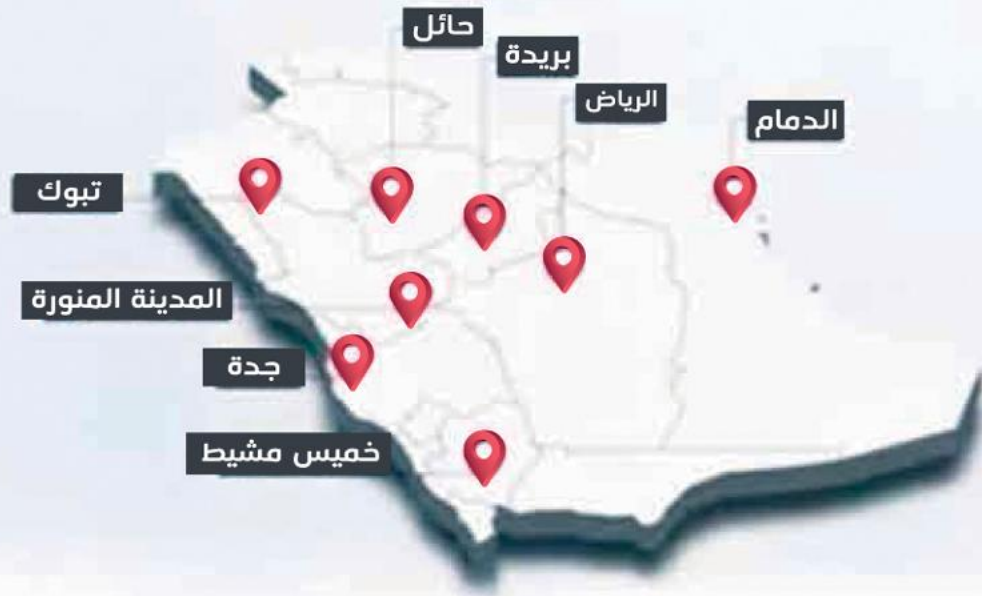 حائل
بريدة
الرياض
الدمام
تبوك
المدينة المنورة
جدة
خميس مشيط